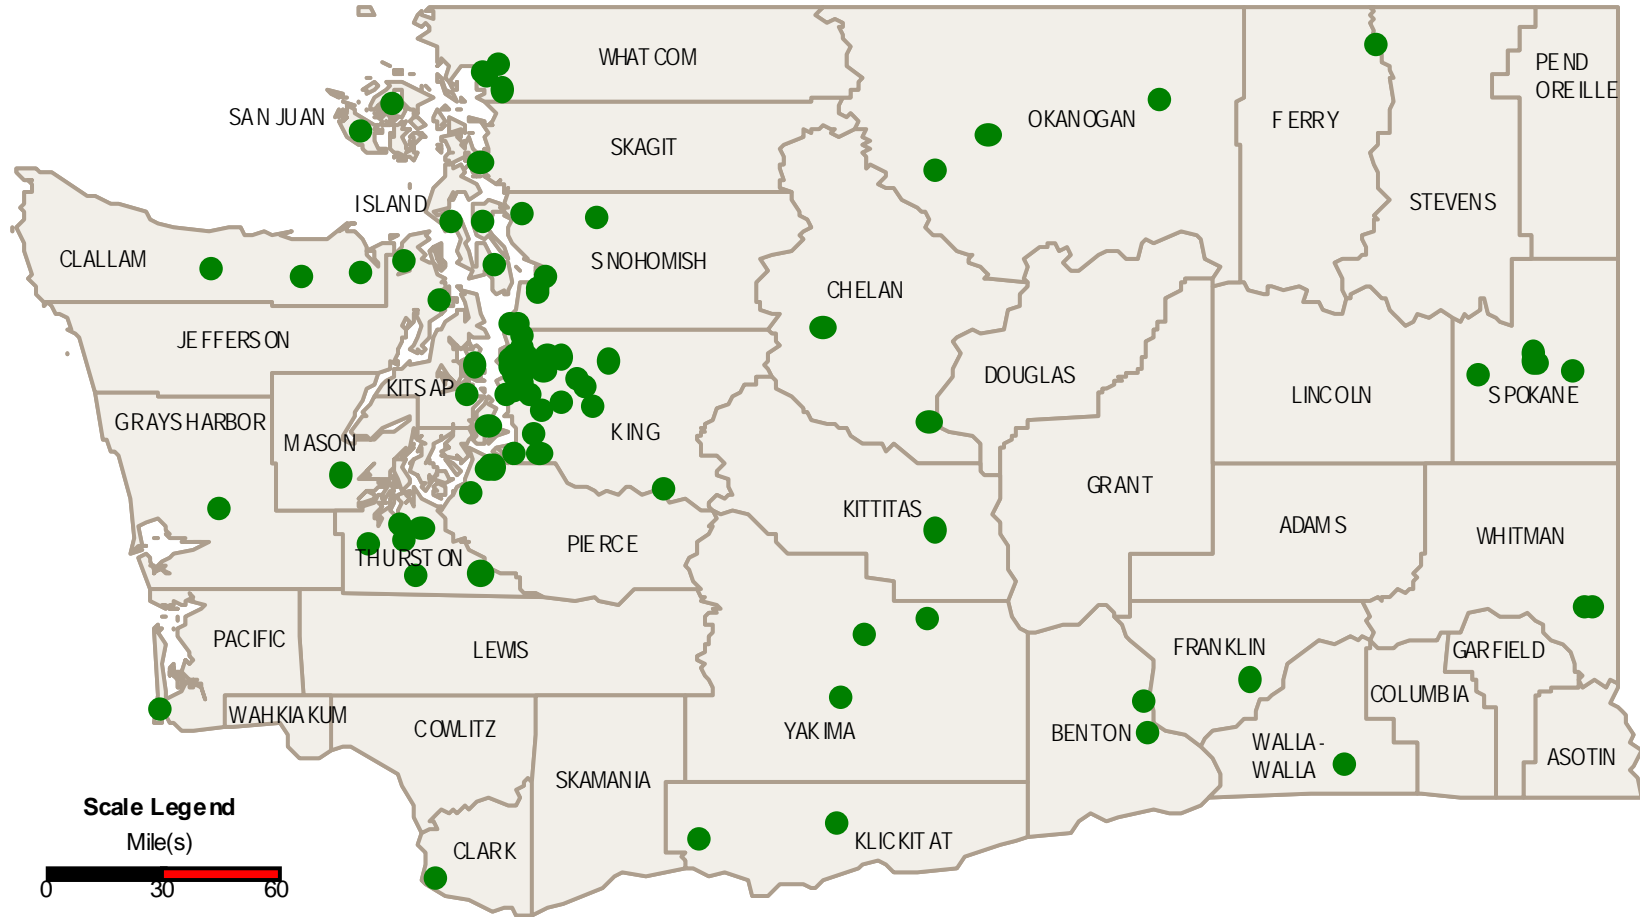 WHATCOM
PEND
OREILLE
SAN JUAN
OKANOGAN
FERRY
SKAGIT
ISLAND
STEVENS
CLALLAM
SNOHOMISH
CHELAN
JEFFERSON
DOUGLAS
KITSAP
LINCOLN
SPOKANE
GRAYS HARBOR
MASON
KING
GRANT
KITTITAS
ADAMS
WHITMAN
PIERCE
THURSTON
PACIFIC
LEWIS
FRANKLIN
GARFIELD
COLUMBIA
WAHKIAKUM
COWLITZ
YAKIMA
BENTON
WALLA-
WALLA
ASOTIN
SKAMANIA
Scale Legend
Mile(s)
0 30 60
CLARK
KLICKITAT